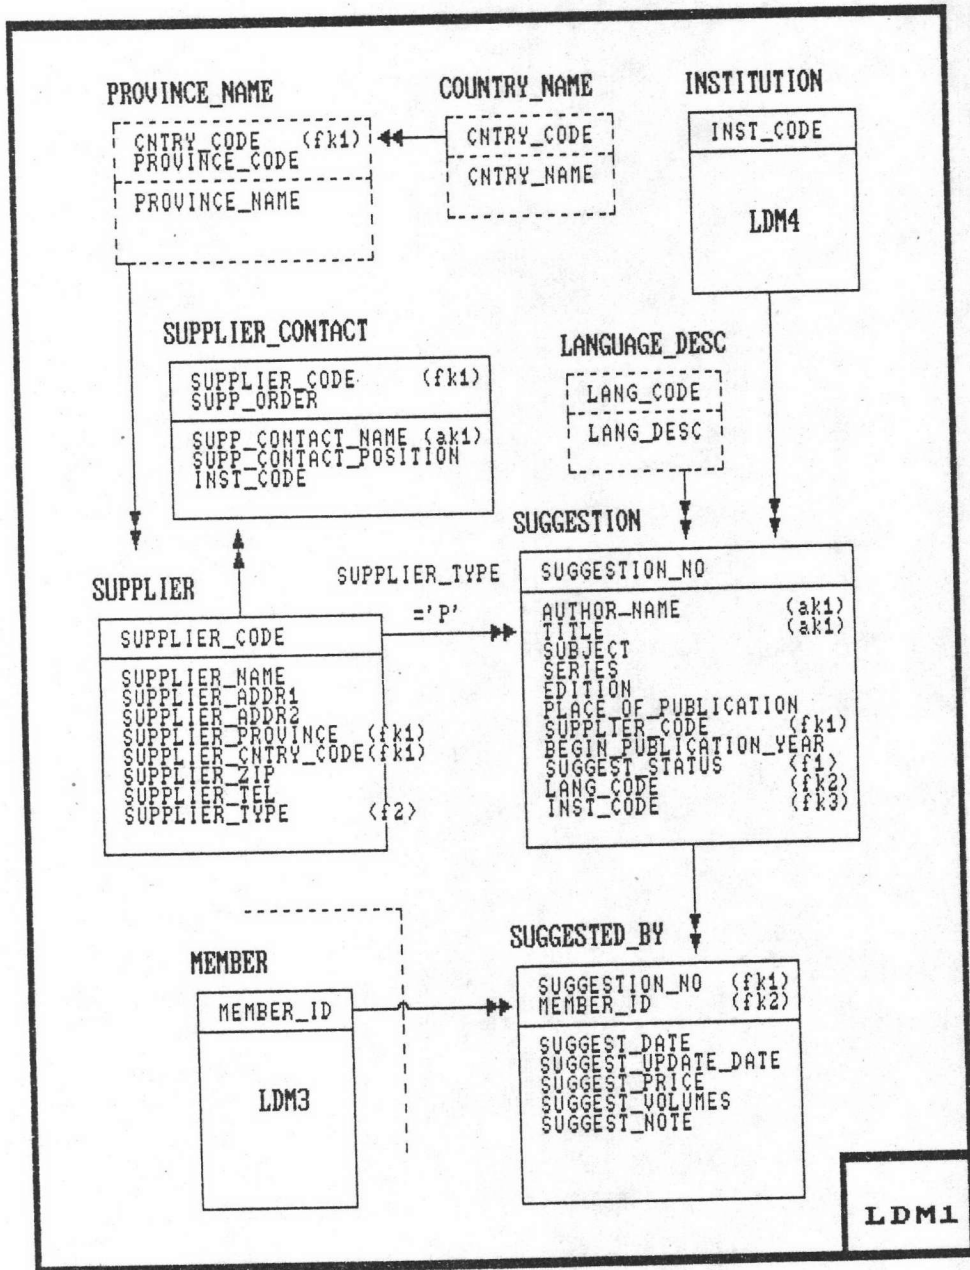 PROVINCE_NAME
CNTRY_CODE (fk1)
PROVINCE_CODE
PROVINCE_NAME
COUNTRY_NAME
CNTRY_CODE
CNTRY_NAME
INSTITUTION
INST_CODE
LDM4
SUPPLIER_CONTACT
SUPPLIER_CODE (fk1)
SUPP_ORDER
SUPP_CONTACT_NAME (ak1)
SUPP_CONTACT_POSITION
INST_CODE
LANGUAGE_DESC
LANG_CODE
LANG_DESC
SUPPLIER
SUPPLIER_CODE
SUPPLIER_NAME
SUPPLIER_ADDR1
SUPPLIER_ADDR2
SUPPLIER_PROVINCE (fk1)
SUPPLIER_CNTRY_CODE(fk1)
SUPPLIER_ZIP
SUPPLIER_TEL
SUPPLIER_TYPE (f2)
SUPPLIER_TYPE
='P'
SUGGESTION
SUGGESTION_NO
AUTHOR-NAME (ak1)
TITLE (ak1)
SUBJECT
SERIES
EDITION
PLACE_OF_PUBLICATION
SUPPLTER_CODE (fk1)
BEGIN_PUBLICATION_YEAR
SUGGEST_STATUS (f1)
LANG_CODE (fk2)
INST_CODE (fk3)
MEMBER
MEMBER_ID
LDM3
SUGGESTED_BY
SUGGESTION_NO (fk1)
MEMBER_ID (fk2)
SUGGEST_DATE
SUGGEST_UPDATE_DATE
SUGGEST_PRICE
SUGGEST_VOLUMES
SUGGEST_NOTE
LDM1